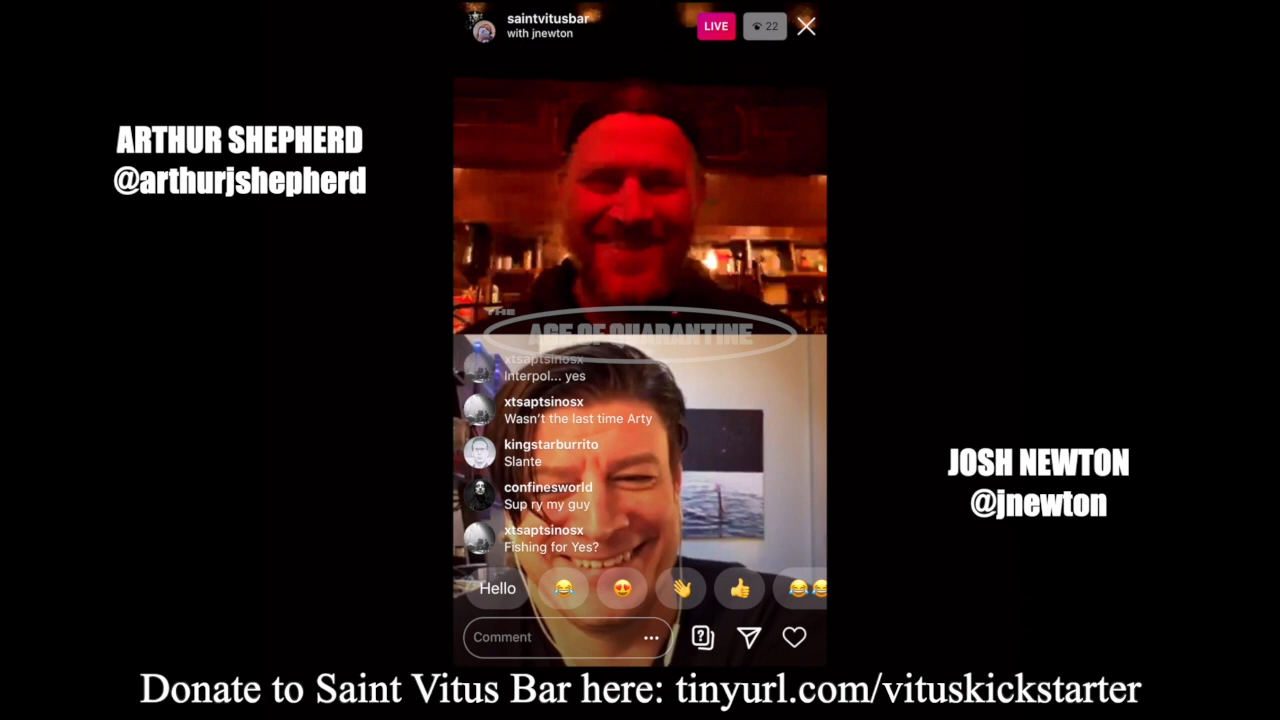 saintvitusbar
with jnewton
LIVE
22
ARTHUR SHEPHERD
@arthurjshepherd
THE
AGE OF QUARANTINE
xtsaptsinosx
Interpol... yes
xtsaptsinosx
Wasn't the last time Arty
kingstarburrito
Slante
confinesworld
Sup ry my guy
xtsaptsinosx
Fishing for Yes?
JOSH NEWTON
@jnewton
Hello
Comment
Donate to Saint Vitus Bar here: tinyurl.com/vituskickstarter